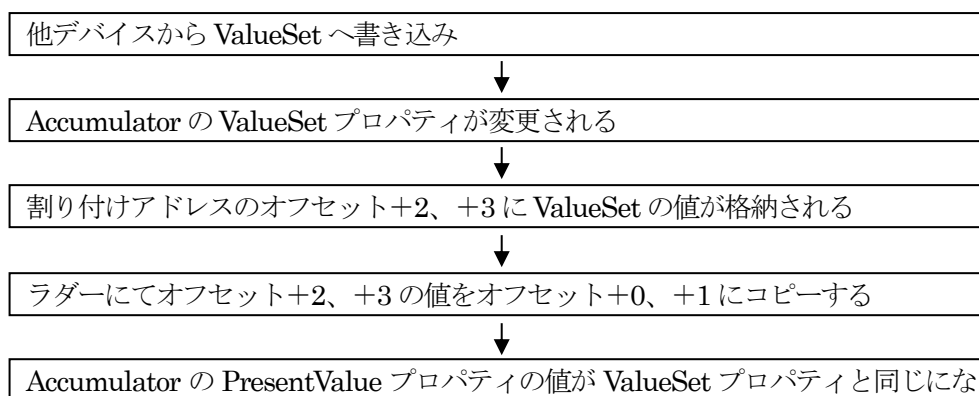 他デバイスから ValueSet へ書き込み
Accumulator の ValueSet プロパティが変更される
割り付けアドレスのオフセット＋2、＋3 に ValueSet の値が格納される
ラダーにてオフセット＋2、＋3 の値をオフセット＋0、＋1 にコピーする
Accumulator の PresentValue プロパティの値が ValueSet プロパティと同じにな